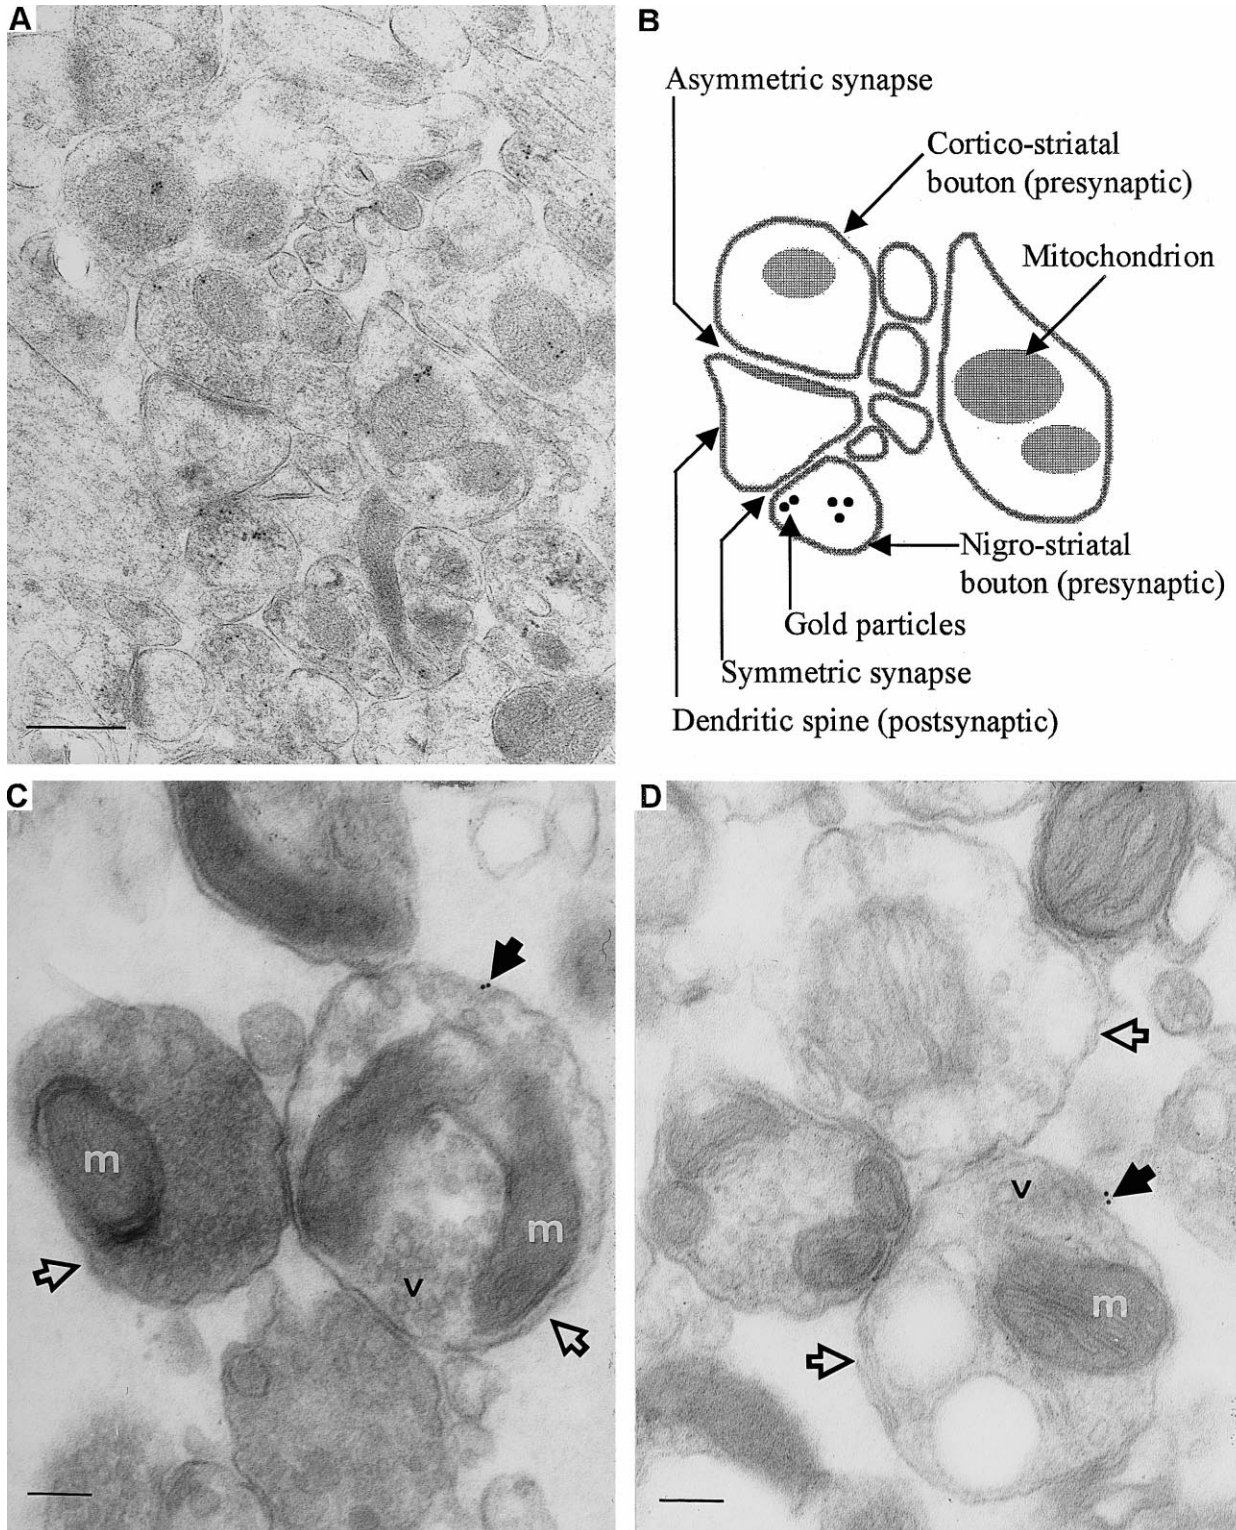 A
B
Asymmetric synapse
Cortico-striatal
bouton (presynaptic)
Mitochondrion
Nigro-striatal
bouton (presynaptic)
Gold particles
Symmetric synapse
Dendritic spine (postsynaptic)
C
m
m
v
D
v
m